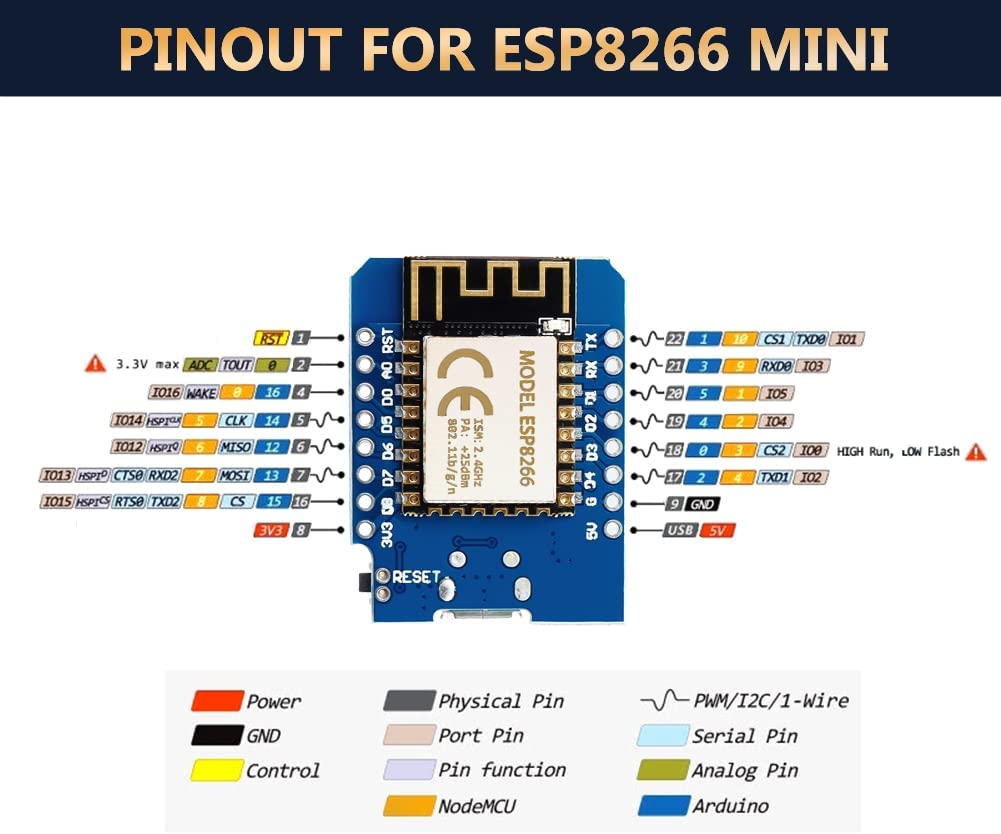 PINOUT FOR ESP8266 MINI
RST 1
3.3V max ADC TOUT 0 2
IO16 WAKE 0 16 4
IO14 HSPICLK 5 CLK 14 5
IO12 HSPIQ 6 MISO 12 6
IO13 HSPID CTS0 RXD2 7 MOSI 13 7
IO15 HSPICS RTS0 TXD2 8 CS 15 16
3V3 8
RST
A0
D0
D5
D6
D7
D8
3V3
MODEL ESP8266
ISM:2.4GHz
PA: +25dBm
802.11b/g/n
TX
RX
D1
D2
D3
D4
G
5V
22 1 10 CS1 TXD0 IO1
21 3 9 RXD0 IO3
20 5 1 IO5
19 4 2 IO4
18 0 3 CS2 IO0 HIGH Run, LOW Flash
17 2 4 TXD1 IO2
9 GND
USB 5V
RESET
Power
GND
Control
Physical Pin
Port Pin
Pin function
NodeMCU
PWM/I2C/1-Wire
Serial Pin
Analog Pin
Arduino